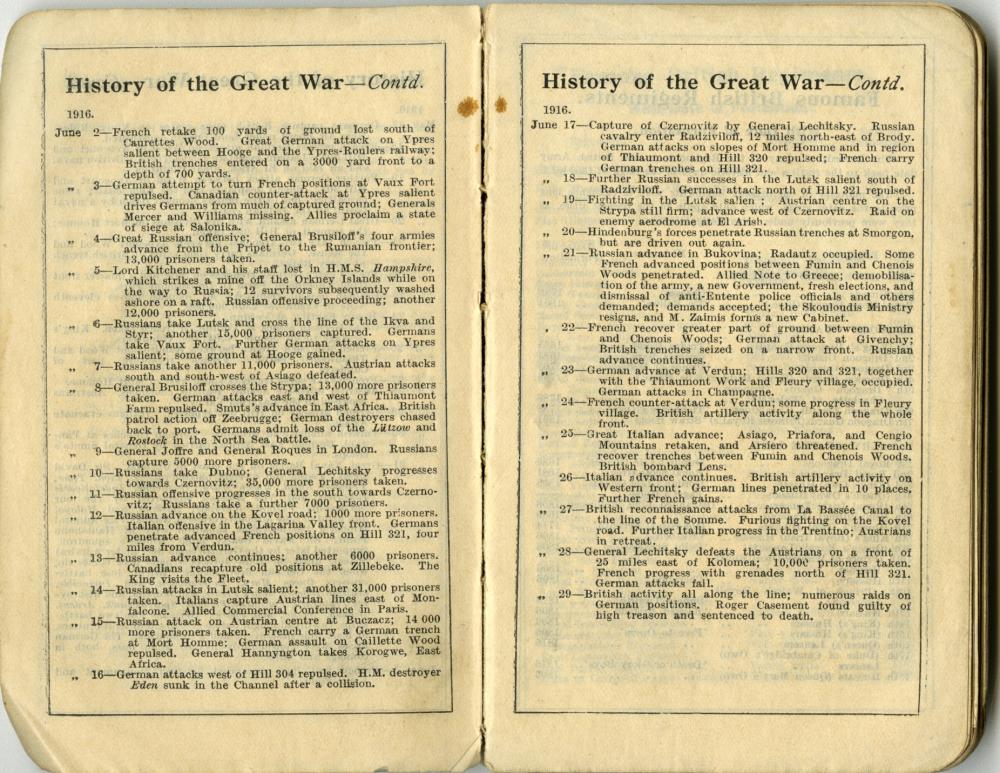 History of the Great War—Contd.
1916.
June 2—French retake 100 yards of ground lost south of
Caurettes Wood. Great German attack on Ypres
salient between Hooge and the Ypres-Roulers railway;
British trenches entered on a 3000 yard front to a
depth of 700 yards.
„ 3—German attempt to turn French positions at Vaux Fort
repulsed. Canadian counter-attack at Ypres salient
drives Germans from much of captured ground; Generals
Mercer and Williams missing. Allies proclaim a state
of siege at Salonika.
„ 4—Great Russian offensive; General Brusiloff's four armies
advance from the Pripet to the Rumanian frontier;
13,000 prisoners taken.
„ 5—Lord Kitchener and his staff lost in H.M.S. Hampshire,
which strikes a mine off the Orkney Islands while on
the way to Russia; 12 survivors subsequently washed
ashore on a raft. Russian offensive proceeding; another
12,000 prisoners.
„ 6—Russians take Lutsk and cross the line of the Ikva and
Styr; another 15,000 prisoners captured. Germans
take Vaux Fort. Further German attacks on Ypres
salient; some ground at Hooge gained.
„ 7—Russians take another 11,000 prisoners. Austrian attacks
south and south-west of Asiago defeated.
„ 8—General Brusiloff crosses the Strypa; 13,000 more prisoners
taken. German attacks east and west of Thiaumont
Farm repulsed. Smuts's advance in East Africa. British
patrol action off Zeebrugge; German destroyers chased
back to port. Germans admit loss of the Lützow and
Rostock in the North Sea battle.
„ 9—General Joffre and General Roques in London. Russians
capture 5000 more prisoners.
„ 10—Russians take Dubno; General Lechitsky progresses
towards Czernovitz; 35,000 more prisoners taken.
„ 11—Russian offensive progresses in the south towards Czerno-
vitz; Russians take a further 7000 prisoners.
„ 12—Russian advance on the Kovel road; 1000 more prisoners.
Italian offensive in the Lagarina Valley front. Germans
penetrate advanced French positions on Hill 321, four
miles from Verdun.
„ 13—Russian advance continues; another 6000 prisoners.
Canadians recapture old positions at Zillebeke. The
King visits the Fleet.
„ 14—Russian attacks in Lutsk salient; another 31,000 prisoners
taken. Italians capture Austrian lines east of Mon-
falcone. Allied Commercial Conference in Paris.
„ 15—Russian attack on Austrian centre at Buczacz; 14 000
more prisoners taken. French carry a German trench
at Mort Homme; German assault on Caillette Wood
repulsed. General Hannyngton takes Korogwe, East
Africa.
„ 16—German attacks west of Hill 304 repulsed. H.M. destroyer
Eden sunk in the Channel after a collision.
History of the Great War—Contd.
1916.
June 17—Capture of Czernovitz by General Lechitsky. Russian
cavalry enter Radziviloff, 12 miles north-east of Brody.
German attacks on slopes of Mort Homme and in region
of Thiaumont and Hill 320 repulsed; French carry
German trenches on Hill 321.
„ 18—Further Russian successes in the Lutsk salient south of
Radziviloff. German attack north of Hill 321 repulsed.
„ 19—Fighting in the Lutsk salien ; Austrian centre on the
Strypa still firm; advance west of Czernovitz. Raid on
enemy aerodrome at El Arish.
„ 20—Hindenburg's forces penetrate Russian trenches at Smorgon,
but are driven out again.
„ 21—Russian advance in Bukovina; Radautz occupied. Some
French advanced positions between Fumin and Chenois
Woods penetrated. Allied Note to Greece; demobilisa-
tion of the army, a new Government, fresh elections, and
dismissal of anti-Entente police officials and others
demanded; demands accepted; the Skouloudis Ministry
resigns, and M. Zaimis forms a new Cabinet.
, 22—French recover greater part of ground between Fumin
and Chenois Woods; German attack at Givenchy;
British trenches seized on a narrow front. Russian
advance continues.
„ 23—German advance at Verdun; Hills 320 and 321, together
with the Thiaumont Work and Fleury village, occupied.
German attacks in Champagne.
„ 24—French counter-attack at Verdun; some progress in Fleury
village. British artillery activity along the whole
front.
„ 25—Great Italian advance; Asiago, Priafora, and Cengio
Mountains retaken, and Arsiero threatened. French
recover trenches between Fumin and Chenois Woods.
British bombard Lens.
26—Italian advance continues. British artillery activity on
Western front; German lines penetrated in 10 places.
Further French gains.
„ 27—British reconnaissance attacks from La Bassée Canal to
the line of the Somme. Furious fighting on the Kovel
road. Further Italian progress in the Trentino; Austrians
in retreat.
„ 28—General Lechitsky defeats the Austrians on a front of
25 miles east of Kolomea; 10,000 prisoners taken.
French progress with grenades north of Hill 321.
German attacks fail.
„ 29—British activity all along the line; numerous raids on
German positions. Roger Casement found guilty of
high treason and sentenced to death.